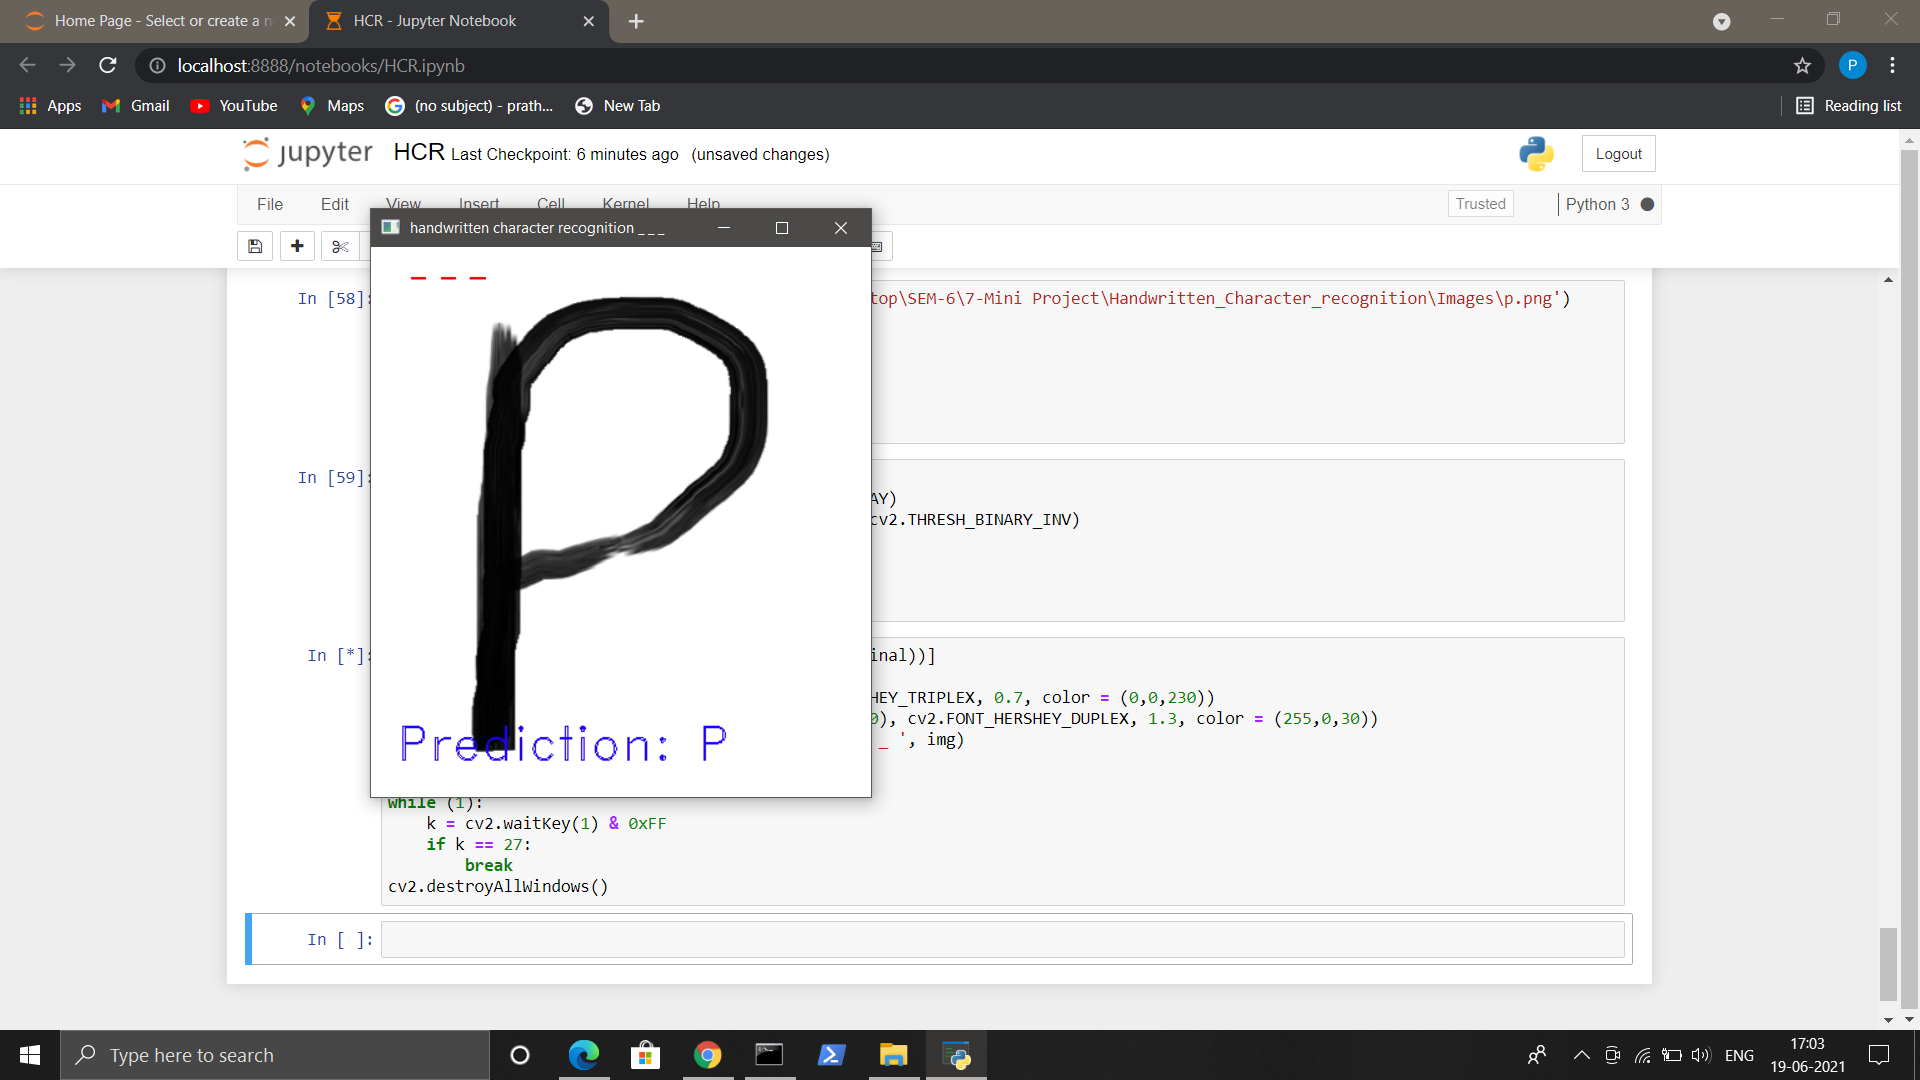 Home Page - Select or create a n
HCR - Jupyter Notebook
localhost:8888/notebooks/HCR.ipynb
P
Apps
Gmail
YouTube
Maps
(no subject) - prath...
New Tab
Reading list
jupyter
HCR Last Checkpoint: 6 minutes ago (unsaved changes)
Logout
File Edit View Insert Cell Kernel Help
Trusted
Python 3
handwritten character recognition _ _ _
_ _ _
P
Prediction: P
In [58]:
top\SEM-6\7-Mini Project\Handwritten_Character_recognition\Images\p.png')
In [59]:
AY)
cv2.THRESH_BINARY_INV)
In [*]:
inal))]
HEY_TRIPLEX, 0.7, color = (0,0,230))
0), cv2.FONT_HERSHEY_DUPLEX, 1.3, color = (255,0,30))
_ ', img)
while (1):
    k = cv2.waitKey(1) & 0xFF
    if k == 27:
        break
cv2.destroyAllWindows()
In [ ]:
Type here to search
ENG
17:03
19-06-2021